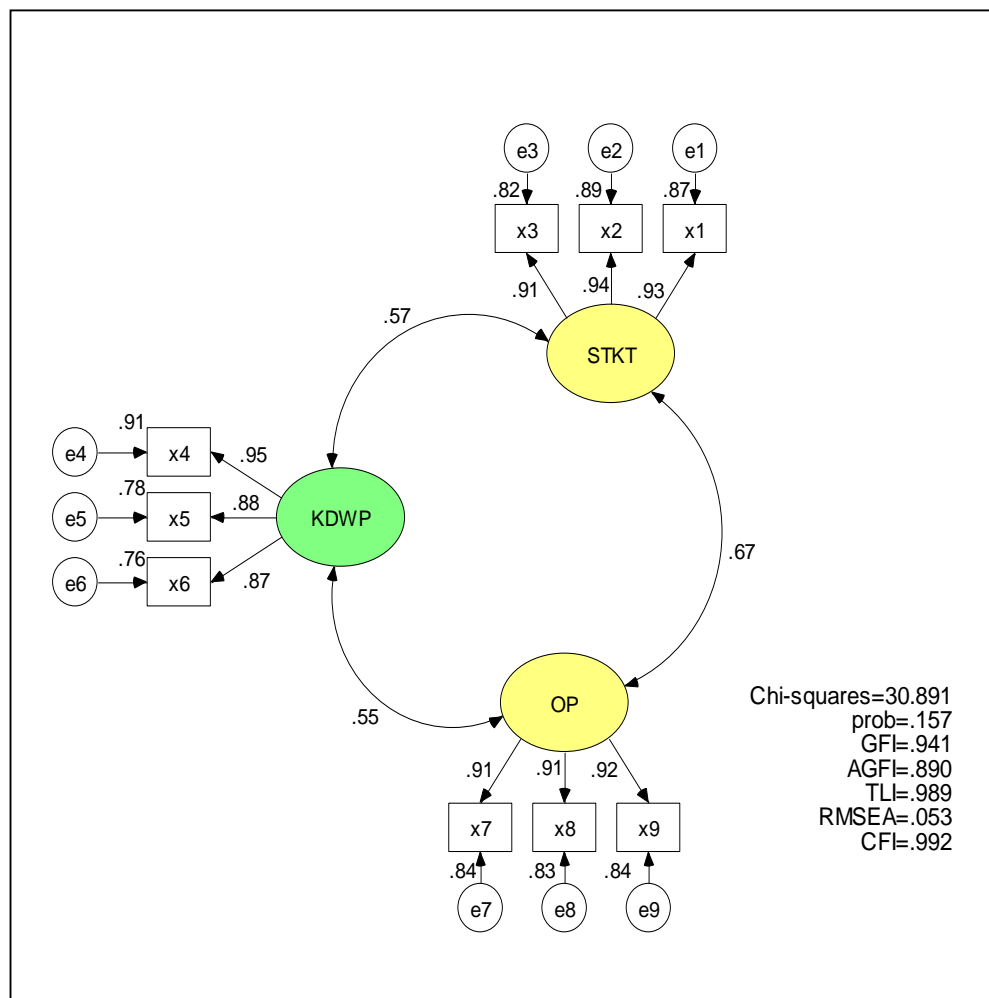 e3 e2 e1
.82 .89 .87
x3 x2 x1
.91 .94 .93
.57
STKT
.91
e4 x4 .95
.78
e5 x5 .88 KDWP
.76
e6 x6 .87
.67
OP
.55
.91 .91 .92
x7 x8 x9
.84 .83 .84
e7 e8 e9
Chi-squares=30.891
prob=.157
GFI=.941
AGFI=.890
TLI=.989
RMSEA=.053
CFI=.992